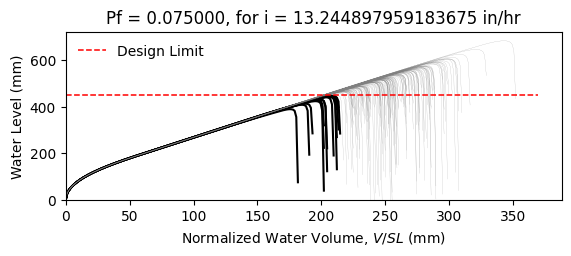 Pf = 0.075000, for i = 13.244897959183675 in/hr
Design Limit
Water Level (mm)
600
400
200
0
0 50 100 150 200 250 300 350
Normalized Water Volume, V/SL (mm)